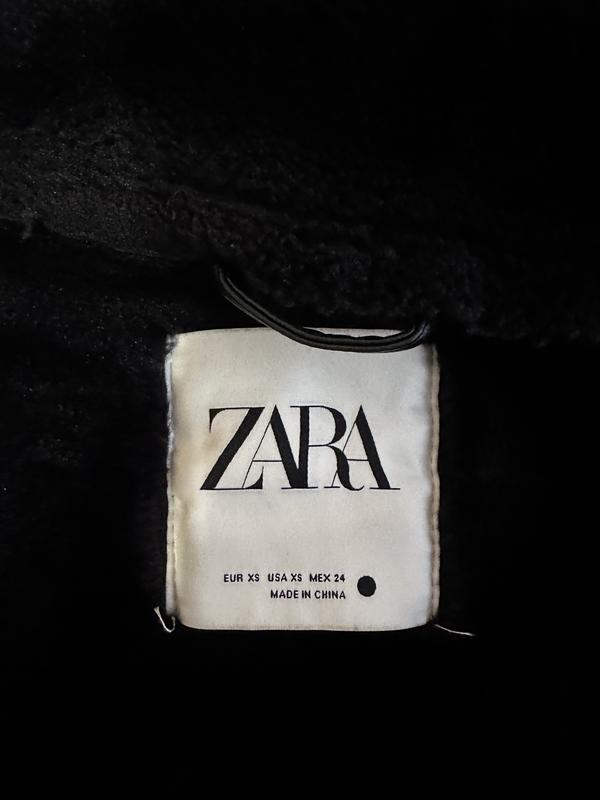 ZARA
EUR XS USA XS MEX 24
MADE IN CHINA